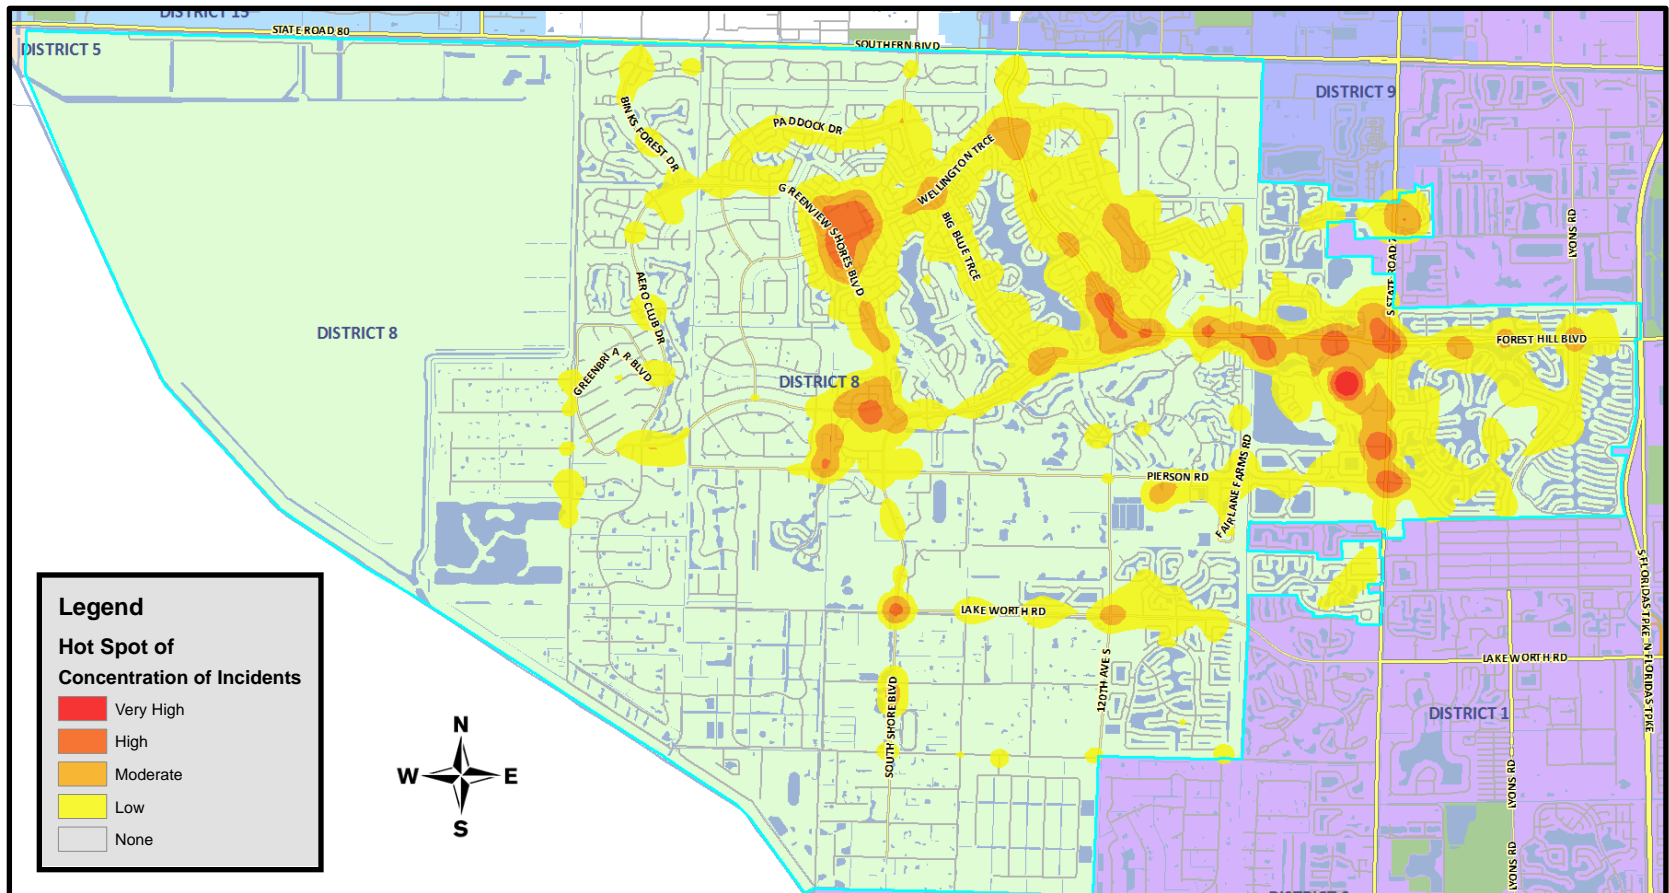 DISTRICT 13
STATE ROAD 80
DISTRICT 5
SOUTHERN BLVD
DISTRICT 9
BINKS FOREST DR
PADDOCK DR
WELLINGTON TRCE
GREENVIEW SHORES BLVD
BIG BLUE TRCE
LYONS RD
S STATE ROAD 7
AERO CLUB DR
DISTRICT 8
FOREST HILL BLVD
GREENBRIAR BLVD
DISTRICT 8
PIERSON RD
FAIRLANE FARMS RD
LAKE WORTH RD
S FLORIDAS TPKE N FLORIDAS TPKE
LAKE WORTH RD
120TH AVE S
SOUTH SHORE BLVD
DISTRICT 1
LYONS RD
LYONS RD
Legend
Hot Spot of
Concentration of Incidents
Very High
High
Moderate
Low
None
N
W E
S